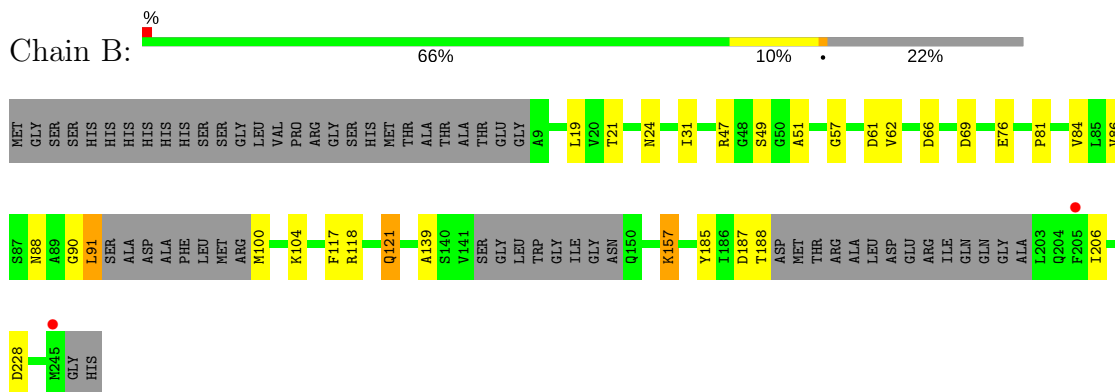 %
Chain B:
66% 10% • 22%
MET GLY SER SER HIS HIS HIS HIS HIS HIS SER SER GLY LEU VAL PRO ARG GLY SER HIS MET THR ALA THR ALA THR GLU GLY A9 L19 V20 T21 N24 I31 R47 G48 S49 G50 A51 G57 D61 V62 D66 D69 E76 P81 V84 L85 V86
S87 N88 A89 G90 L91 SER ALA ASP ALA PHE LEU MET ARG M100 K104 F117 R118 Q121 A139 S140 V141 SER GLY LEU TRP GLY ILE GLY ASN Q150 K157 Y185 I186 D187 T188 ASP MET THR ARG ALA LEU ASP GLU ARG ILE GLN GLN GLY ALA L203 Q204 F205 I206
D228 M245 GLY HIS